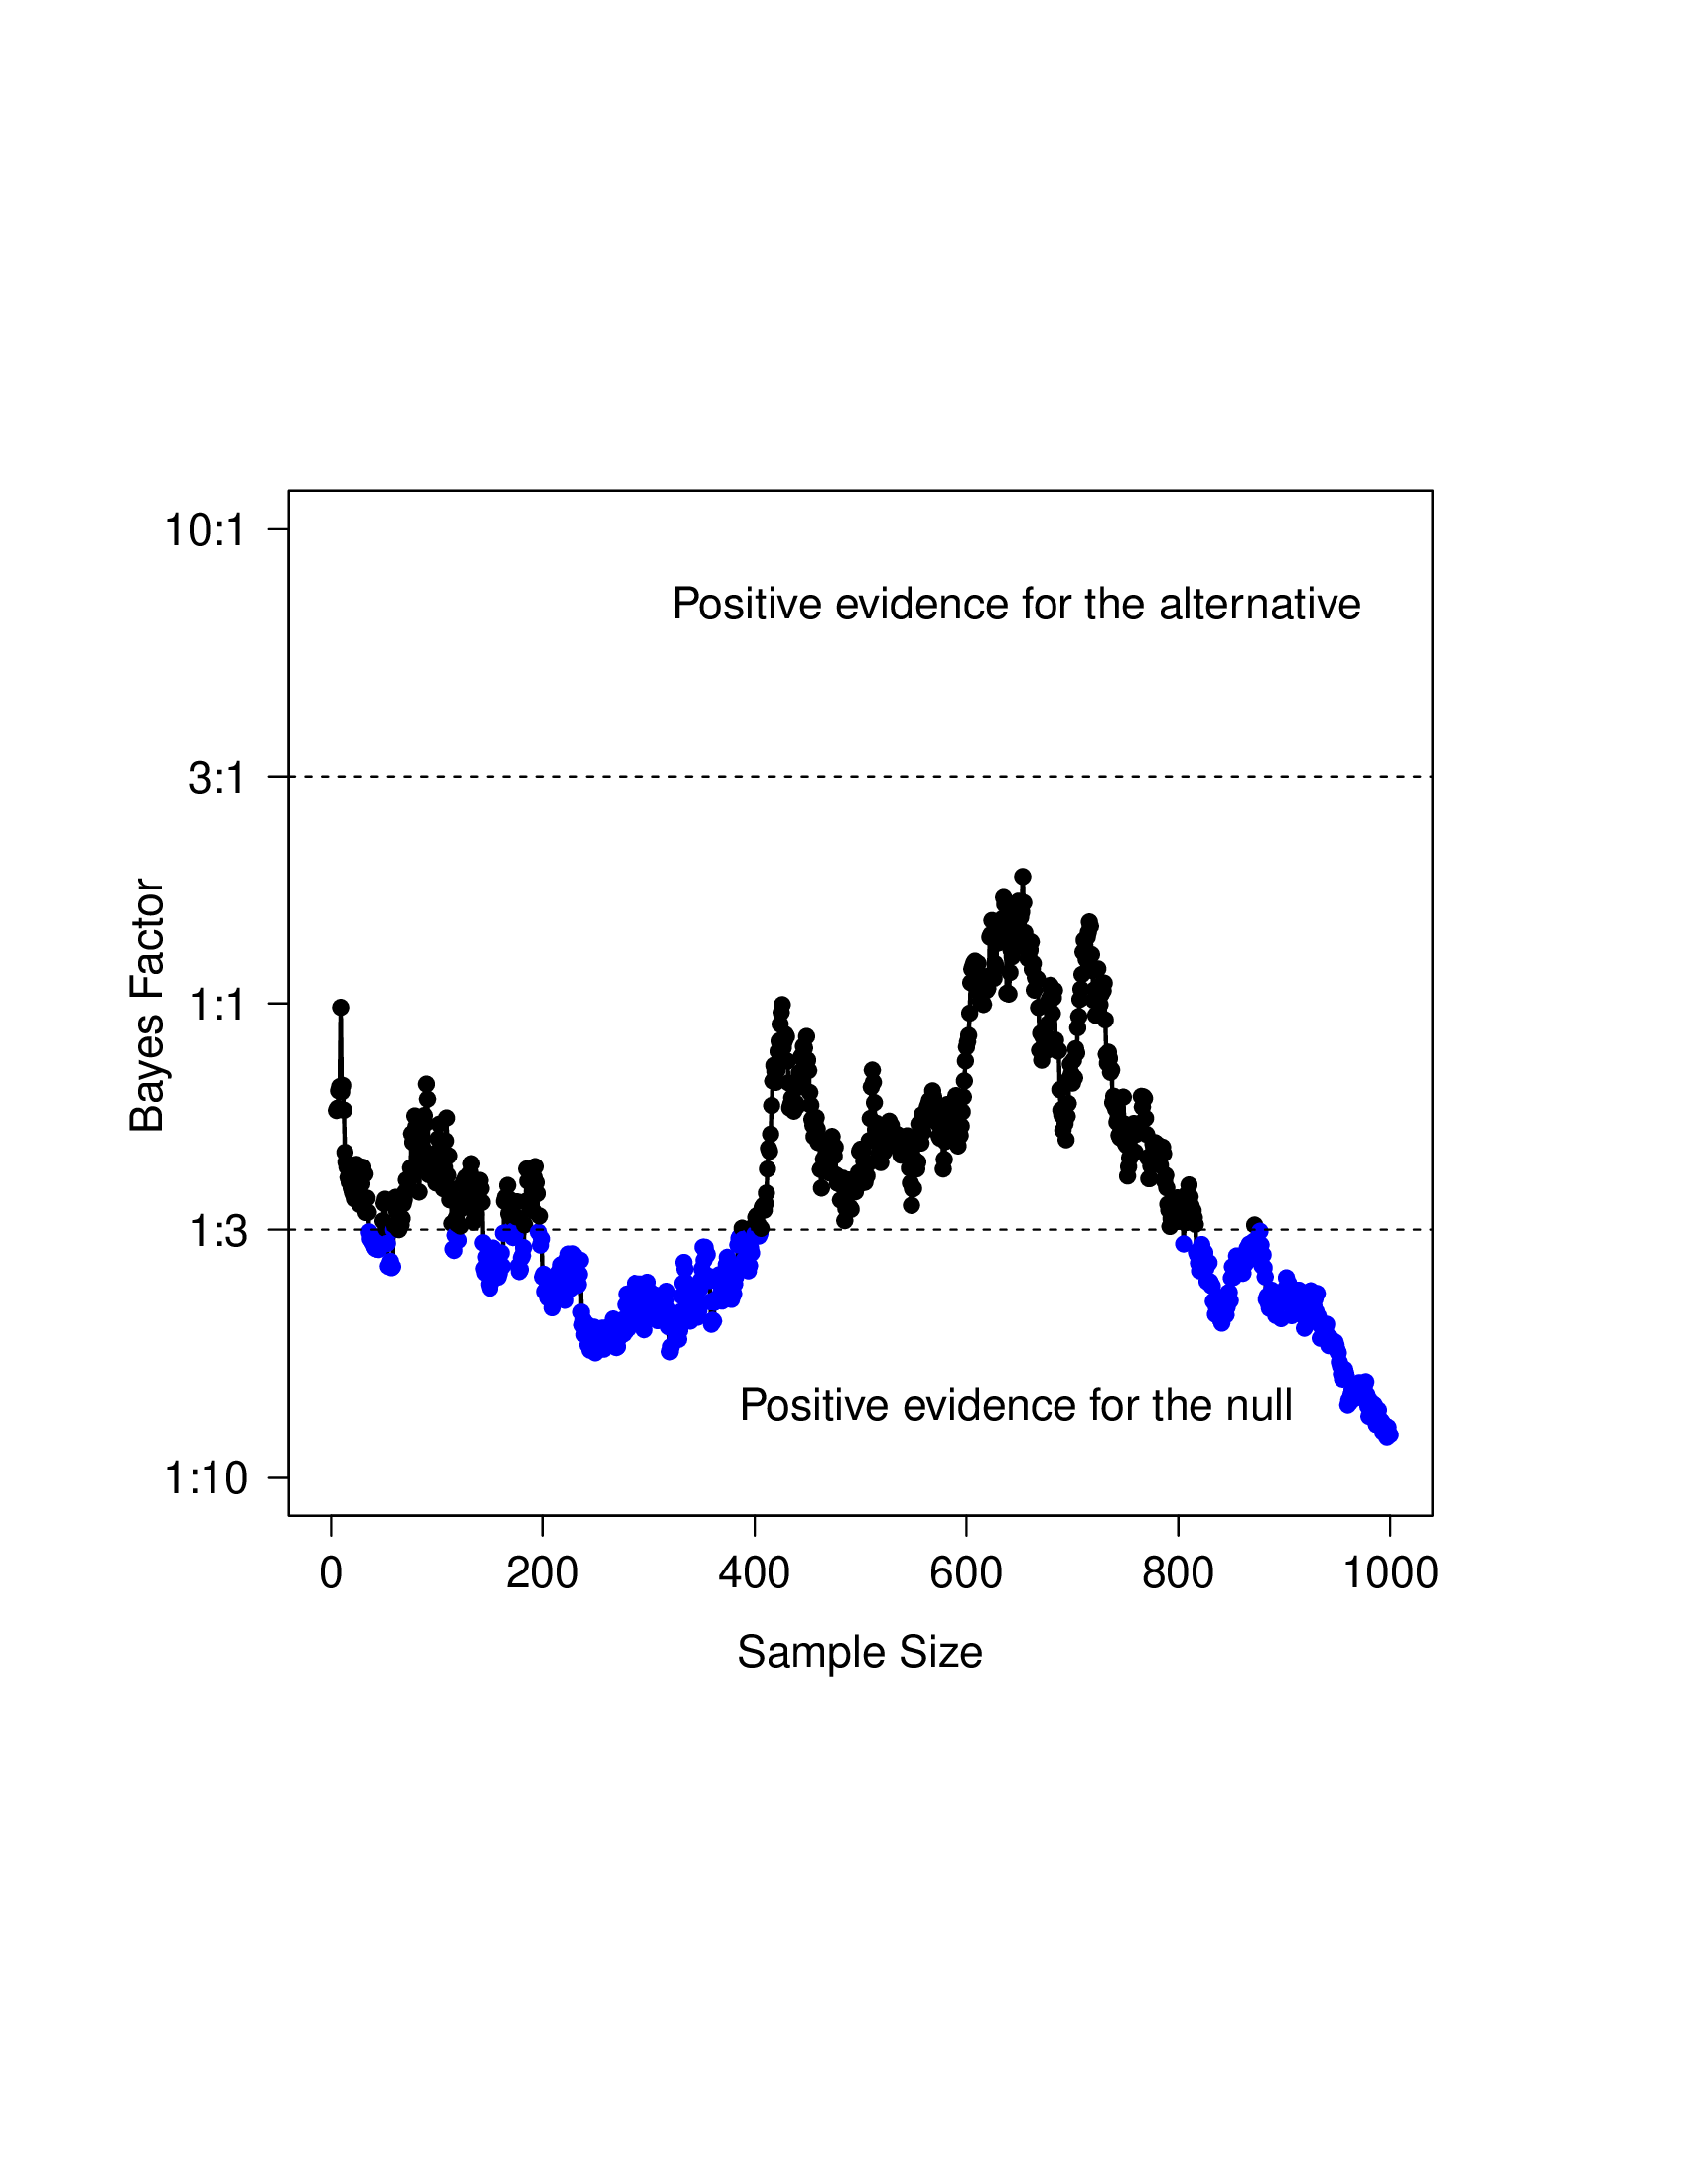 10:1
Positive evidence for the alternative
3:1
Bayes Factor
1:1
1:3
Positive evidence for the null
1:10
0 200 400 600 800 1000
Sample Size